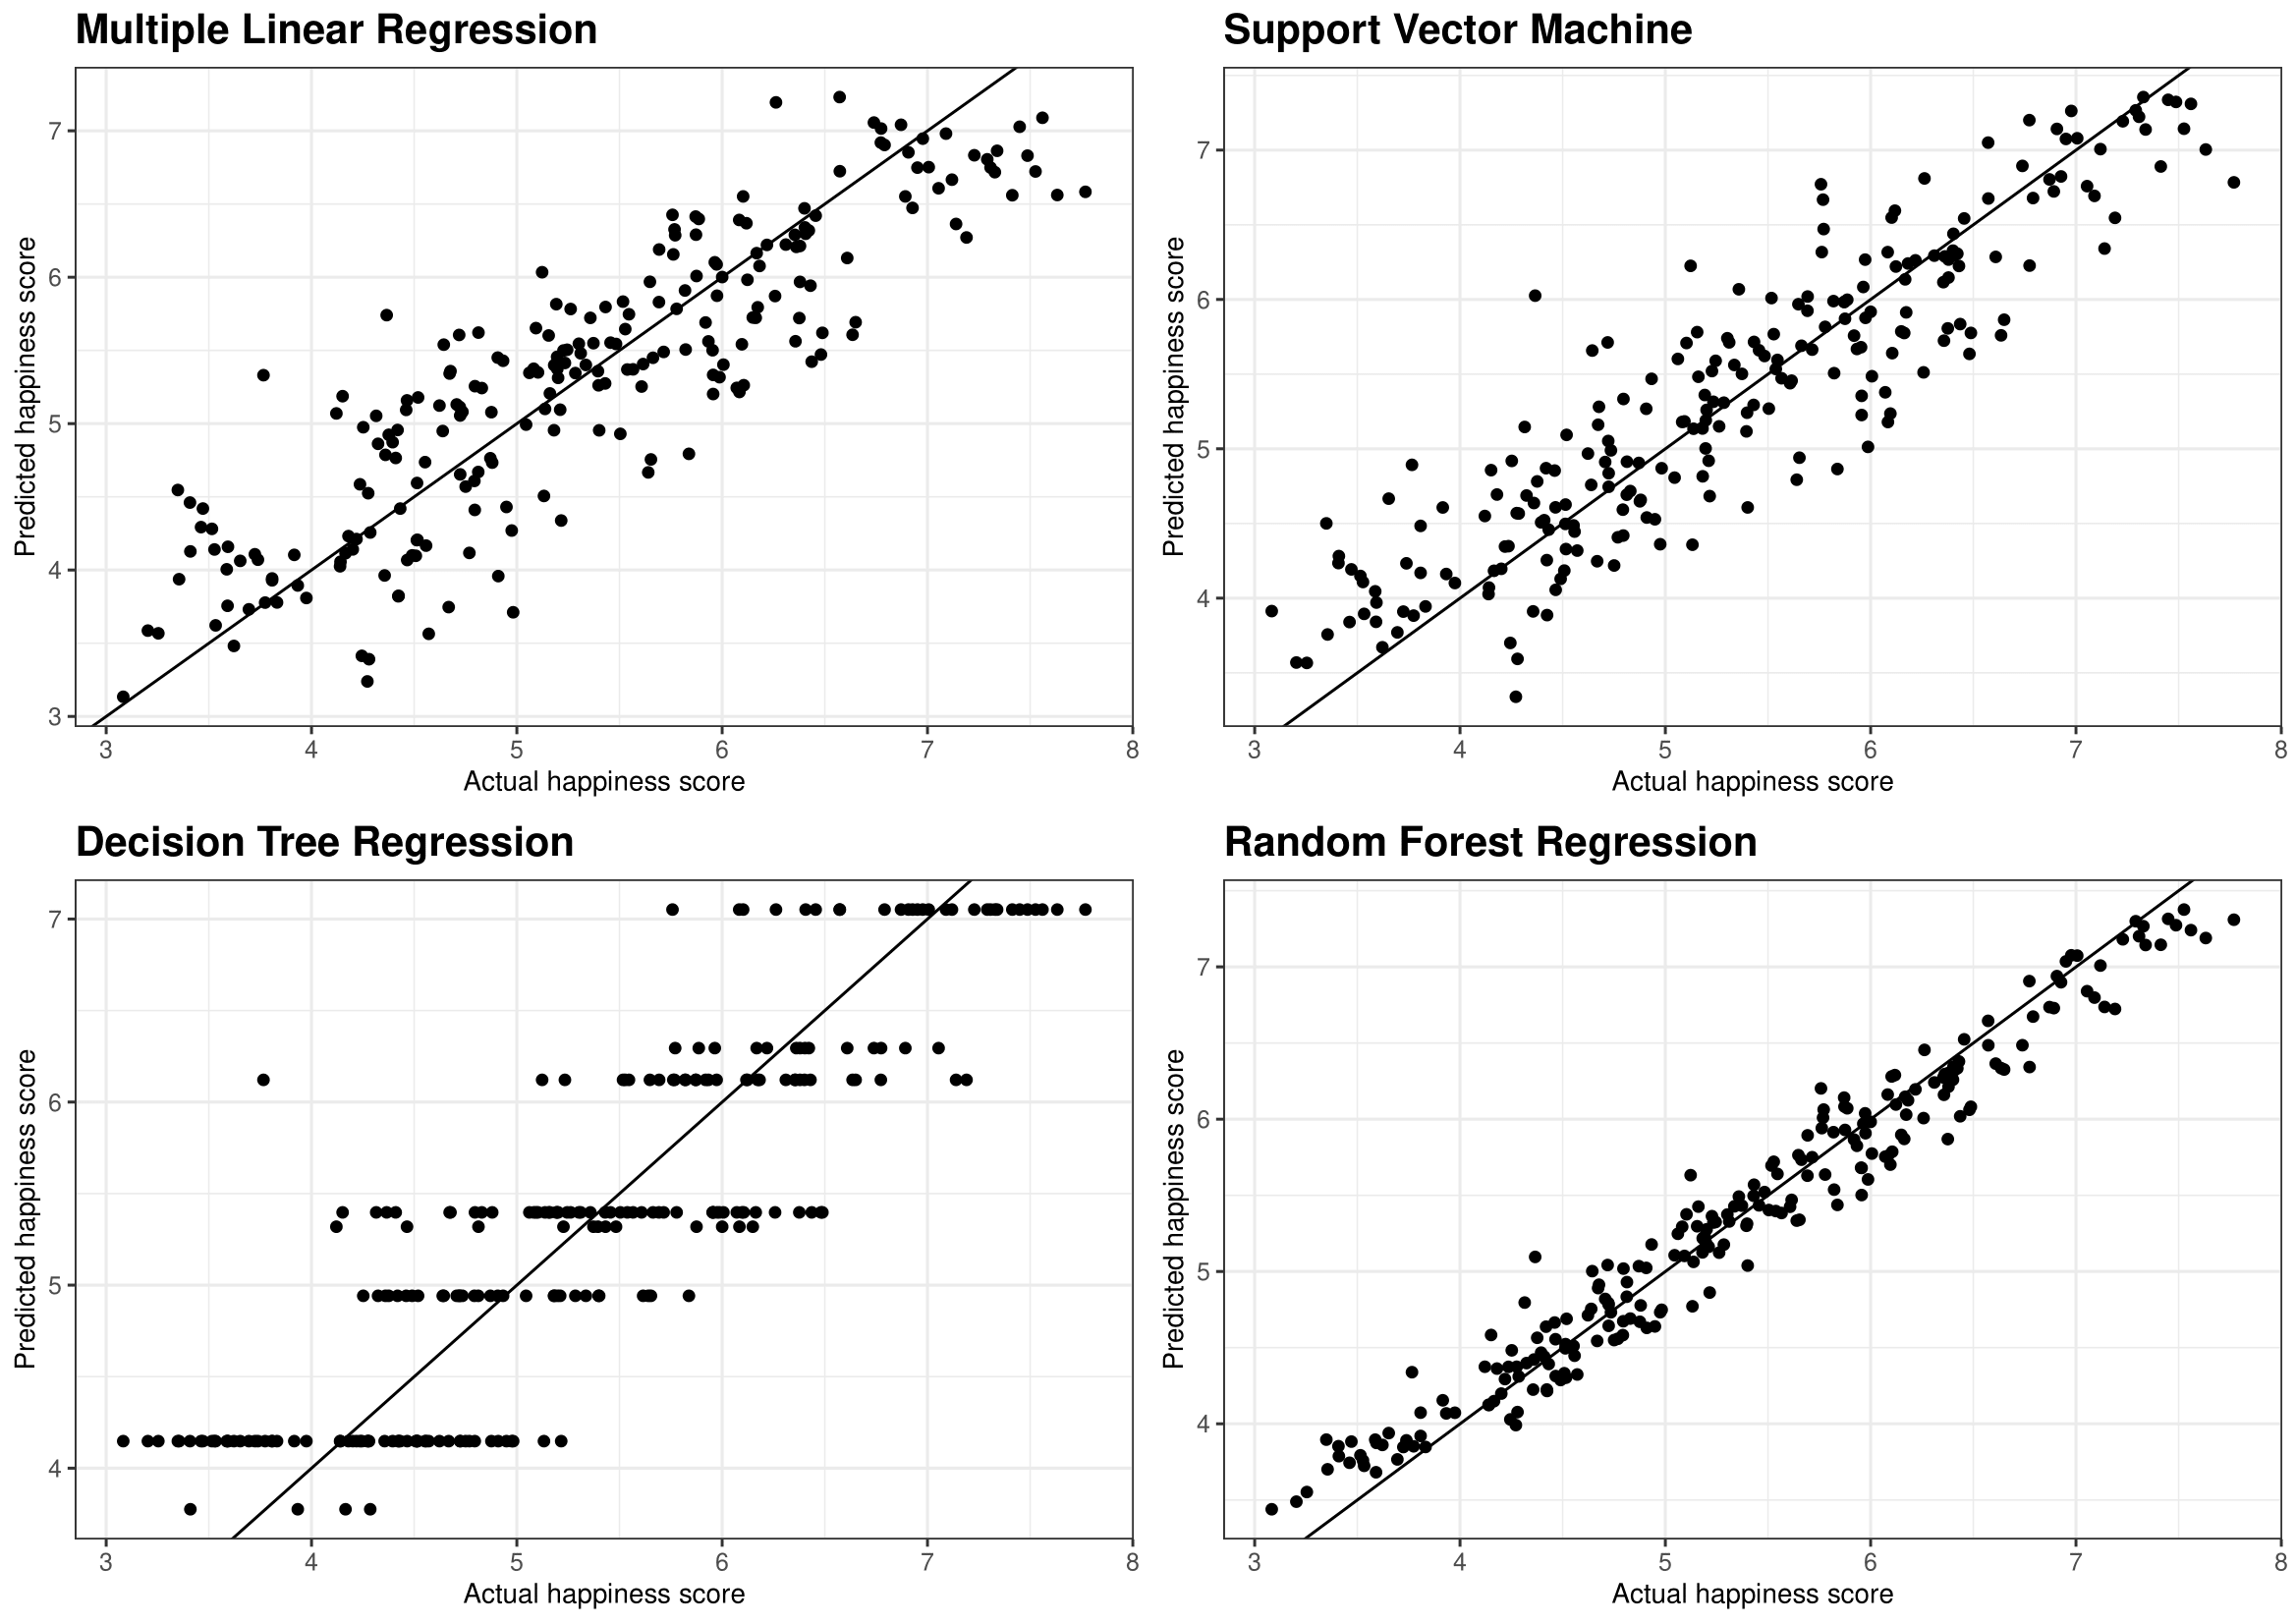 Multiple Linear Regression
Predicted happiness score
7
6
5
4
3
3 4 5 6 7 8
Actual happiness score
Support Vector Machine
Predicted happiness score
7
6
5
4
3 4 5 6 7 8
Actual happiness score
Decision Tree Regression
Predicted happiness score
7
6
5
4
3 4 5 6 7 8
Actual happiness score
Random Forest Regression
Predicted happiness score
7
6
5
4
3 4 5 6 7 8
Actual happiness score